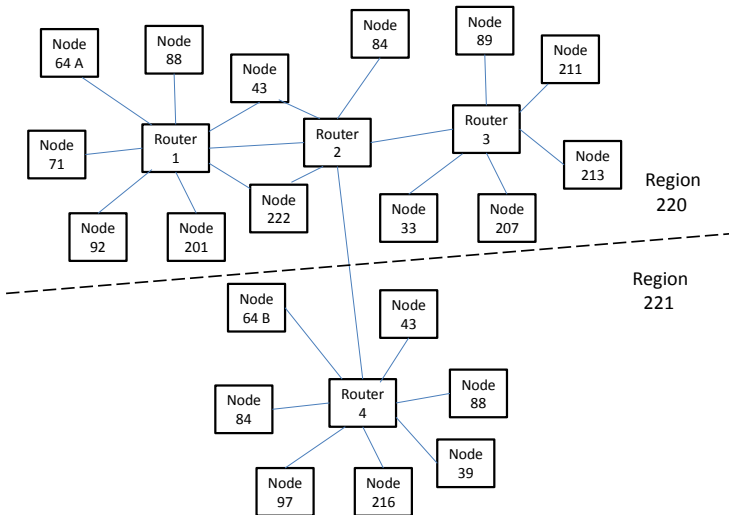 Node
84
Node
89
Node
64 A
Node
88
Node
43
Node
211
Router
1
Router
2
Router
3
Node
71
Node
213
Node
222
Node
33
Node
207
Node
92
Node
201
Region
220
Region
221
Node
64 B
Node
43
Router
4
Node
84
Node
88
Node
39
Node
97
Node
216